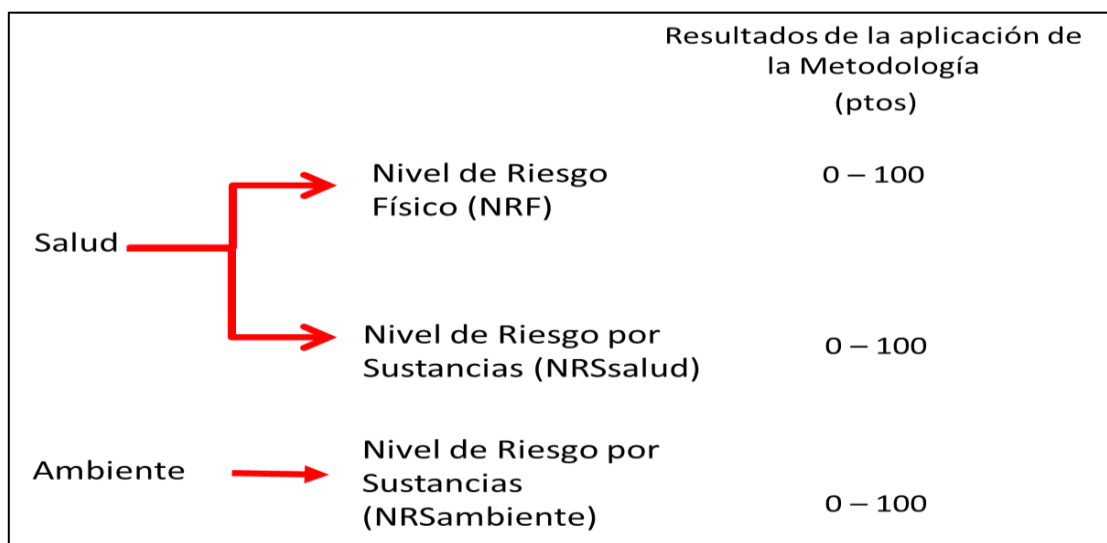 Resultados de la aplicación de
la Metodología
(ptos)
Salud
Nivel de Riesgo
Físico (NRF)
0 – 100
Nivel de Riesgo por
Sustancias (NRSsalud)
0 – 100
Ambiente
Nivel de Riesgo por
Sustancias
(NRSambiente)
0 – 100